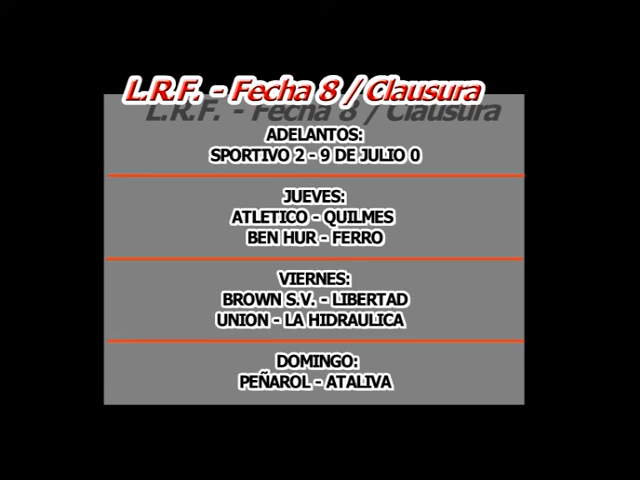 L.R.F. - Fecha 8 / Clausura
ADELANTOS:
SPORTIVO 2 - 9 DE JULIO 0
JUEVES:
ATLETICO - QUILMES
BEN HUR - FERRO
VIERNES:
BROWN S.V. - LIBERTAD
UNION - LA HIDRAULICA
DOMINGO:
PEÑAROL - ATALIVA